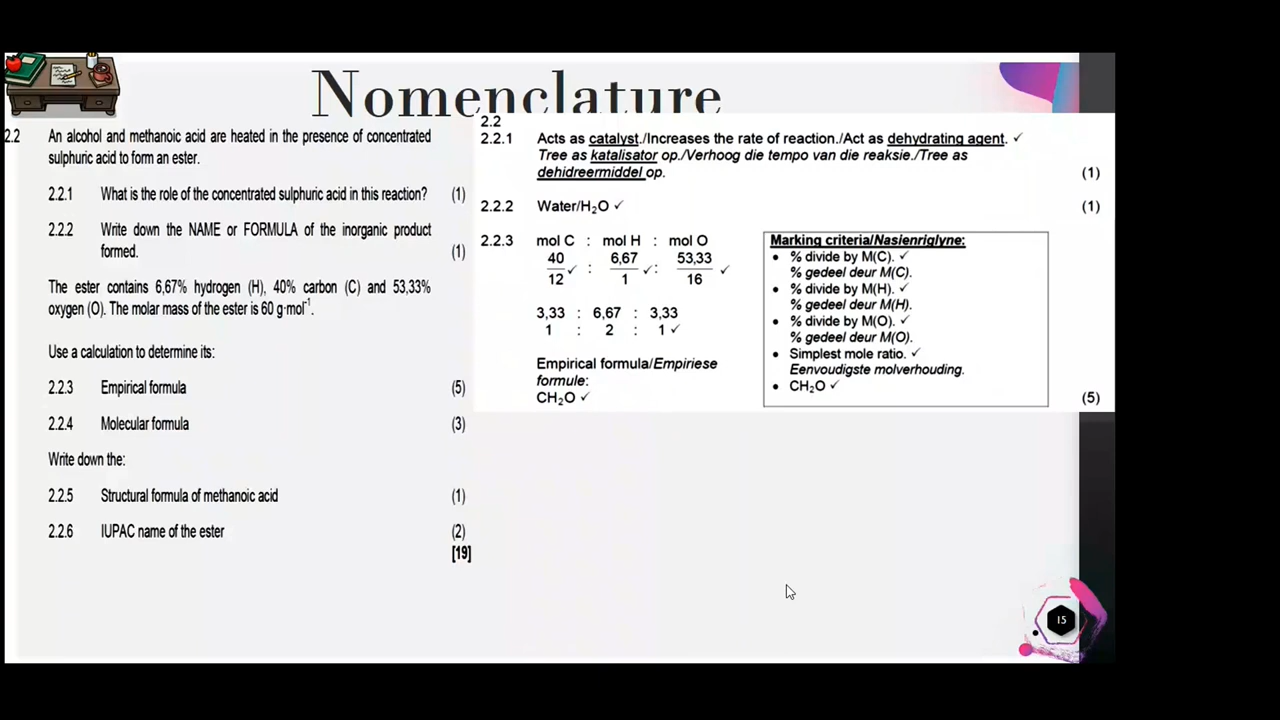 Nomenclature
2.2 An alcohol and methanoic acid are heated in the presence of concentrated
sulphuric acid to form an ester.
2.2.1 What is the role of the concentrated sulphuric acid in this reaction? (1)
2.2.2 Write down the NAME or FORMULA of the inorganic product
formed. (1)
The ester contains 6,67% hydrogen (H), 40% carbon (C) and 53,33%
oxygen (O). The molar mass of the ester is 60 g·mol⁻¹.
Use a calculation to determine its:
2.2.3 Empirical formula (5)
2.2.4 Molecular formula (3)
Write down the:
2.2.5 Structural formula of methanoic acid (1)
2.2.6 IUPAC name of the ester (2)
[19]
2.2
2.2.1 Acts as catalyst./Increases the rate of reaction./Act as dehydrating agent. ✓
Tree as katalisator op./Verhoog die tempo van die reaksie./Tree as
dehidreermiddel op. (1)
2.2.2 Water/H₂O ✓ (1)
2.2.3 mol C : mol H : mol O
40 : 6,67 : 53,33
12 ✓ 1 ✓ 16 ✓
3,33 : 6,67 : 3,33
1 : 2 : 1 ✓
Empirical formula/Empiriese
formule:
CH₂O ✓
Marking criteria/Nasienriglyne:
• % divide by M(C). ✓
% gedeel deur M(C).
• % divide by M(H). ✓
% gedeel deur M(H).
• % divide by M(O). ✓
% gedeel deur M(O).
• Simplest mole ratio. ✓
Eenvoudigste molverhouding.
• CH₂O ✓
(5)
15